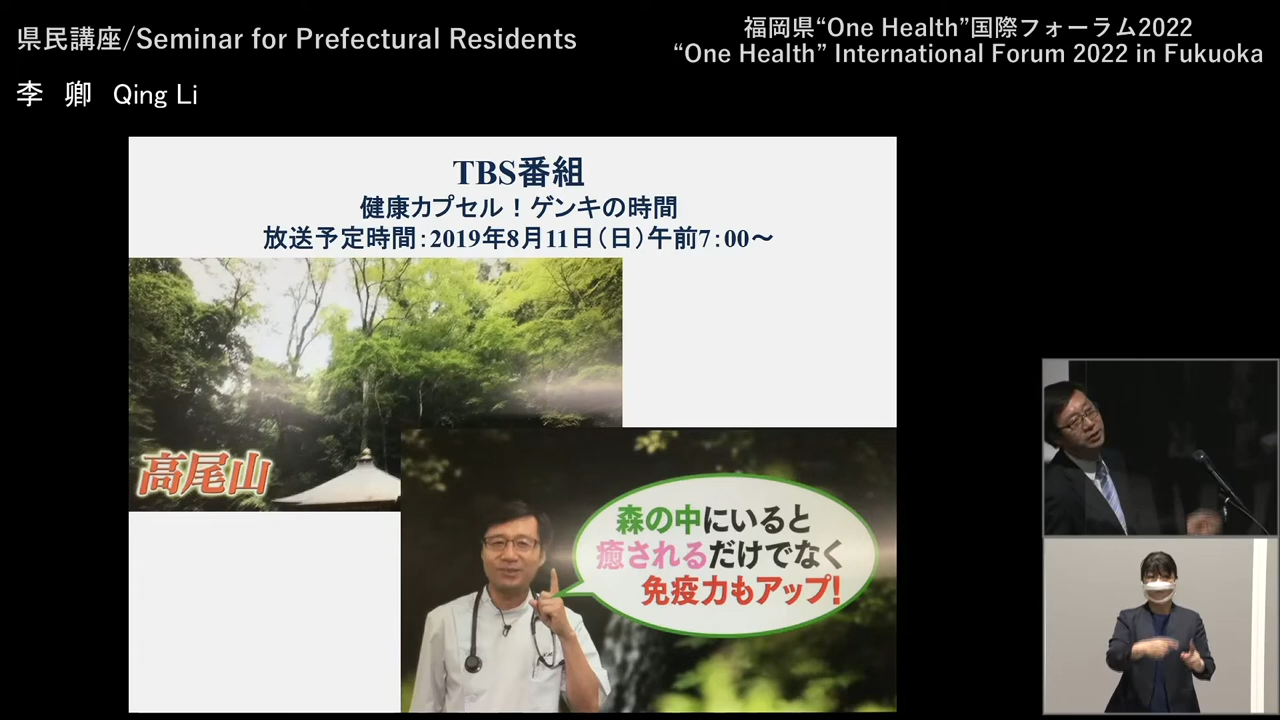 県民講座/Seminar for Prefectural Residents
福岡県“One Health”国際フォーラム2022
“One Health” International Forum 2022 in Fukuoka
李 卿 Qing Li
TBS番組
健康カプセル!ゲンキの時間
放送予定時間:2019年8月11日(日)午前7:00~
高尾山
森の中にいると
癒されるだけでなく
免疫力もアップ!